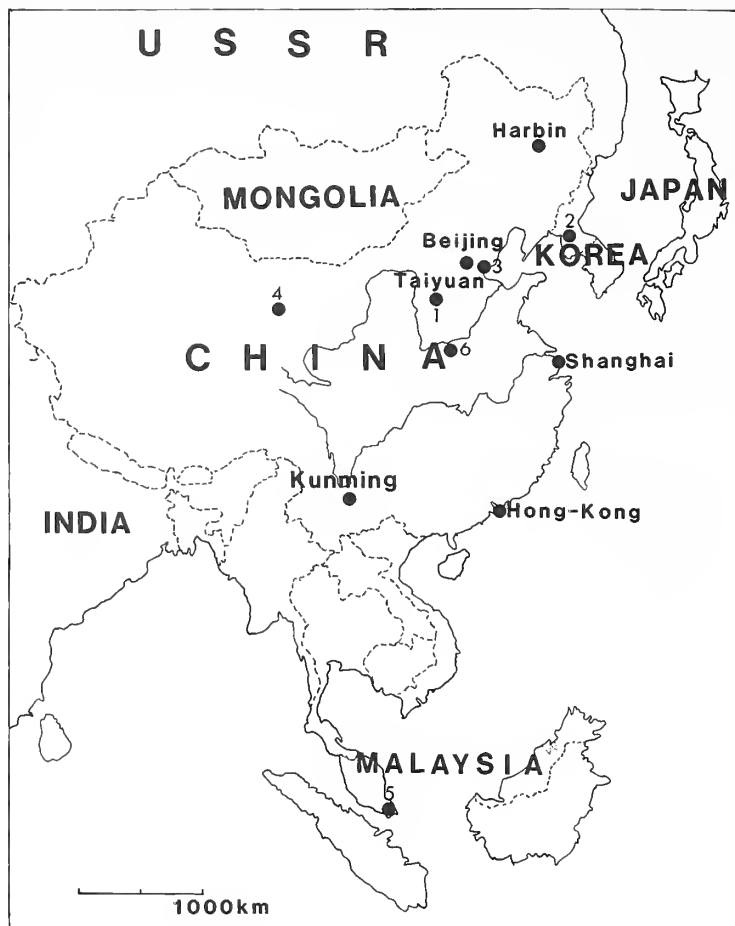 U S S R
Harbin
MONGOLIA
JAPAN
2
Beijing
KOREA
3
Taiyuan
4
1
C H I N A
6
Shanghai
Kunming
INDIA
Hong-Kong
MALAYSIA
5
1000km